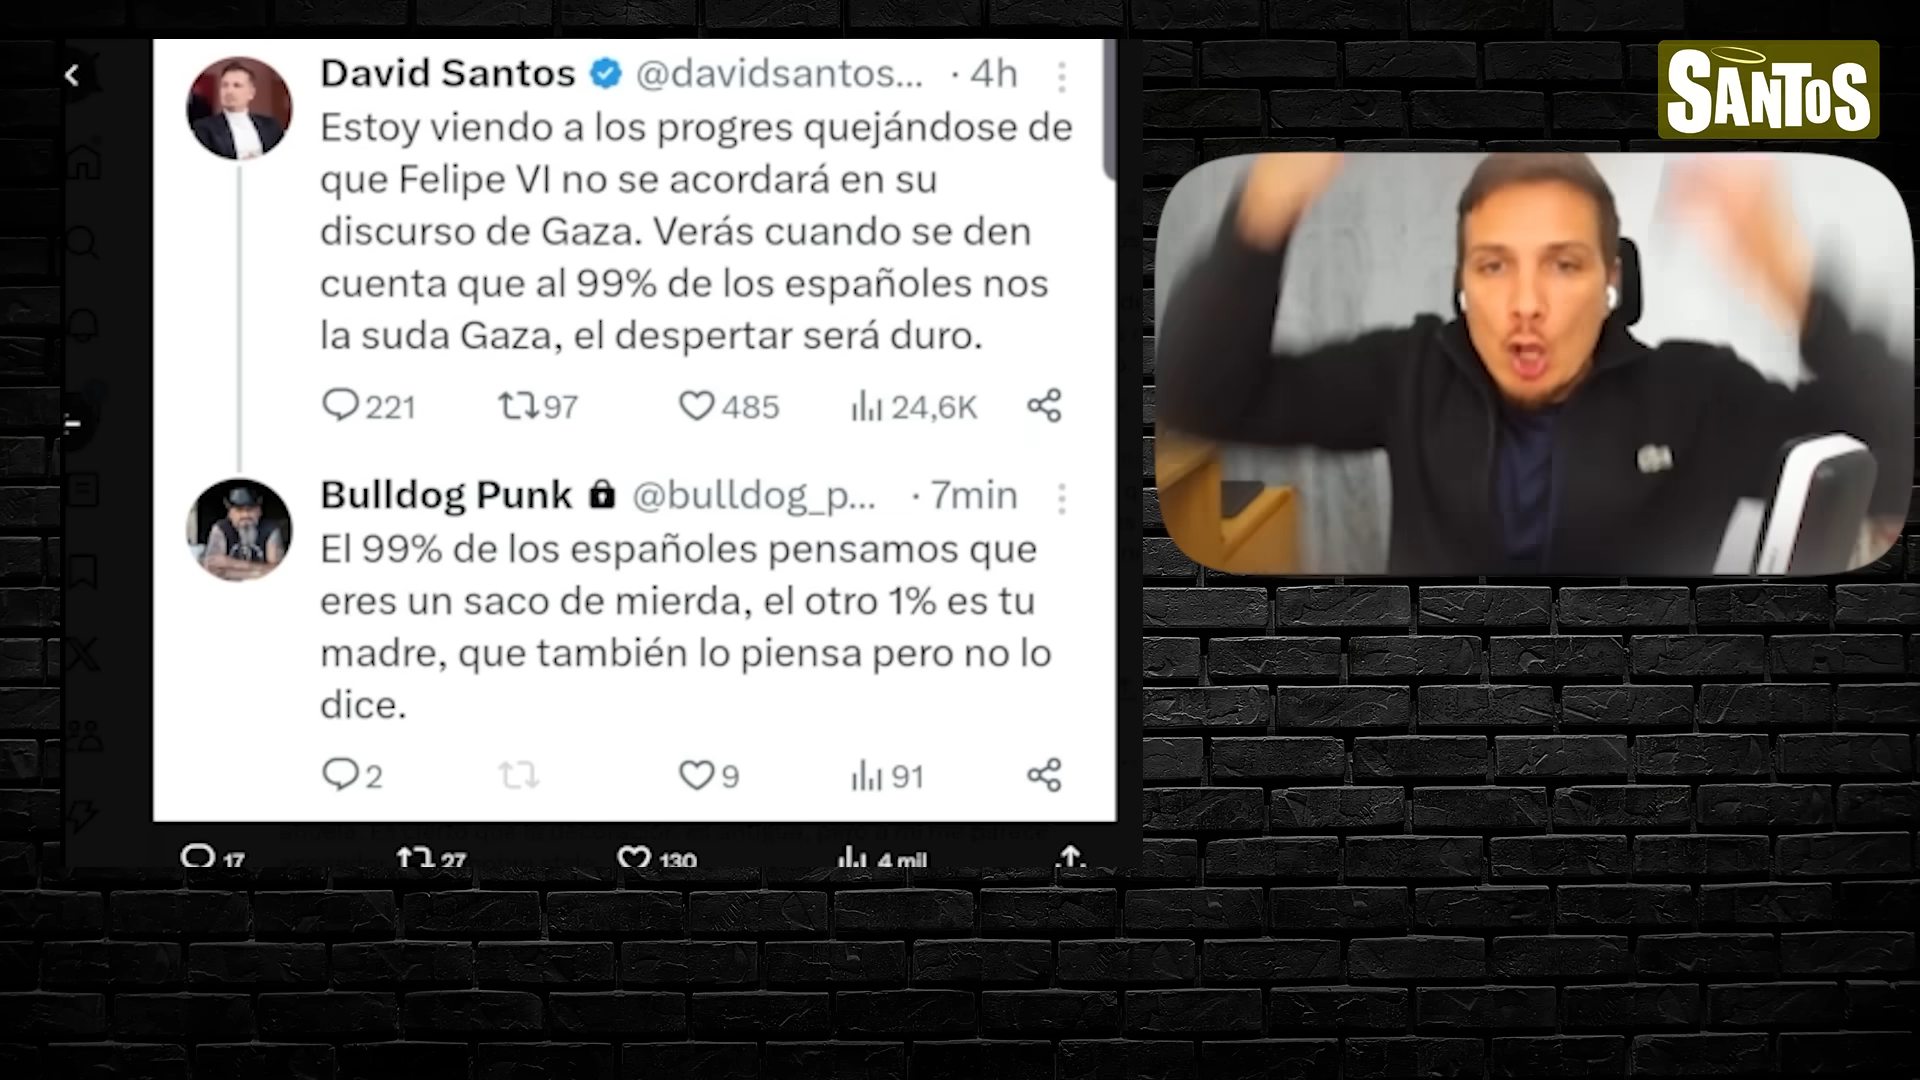 David Santos @davidsantos... · 4h
Estoy viendo a los progres quejándose de
que Felipe VI no se acordará en su
discurso de Gaza. Verás cuando se den
cuenta que al 99% de los españoles nos
la suda Gaza, el despertar será duro.
221 97 485 24,6K
Bulldog Punk @bulldog_p... · 7min
El 99% de los españoles pensamos que
eres un saco de mierda, el otro 1% es tu
madre, que también lo piensa pero no lo
dice.
2 9 91
17 27 130 4 mil
SANTOS